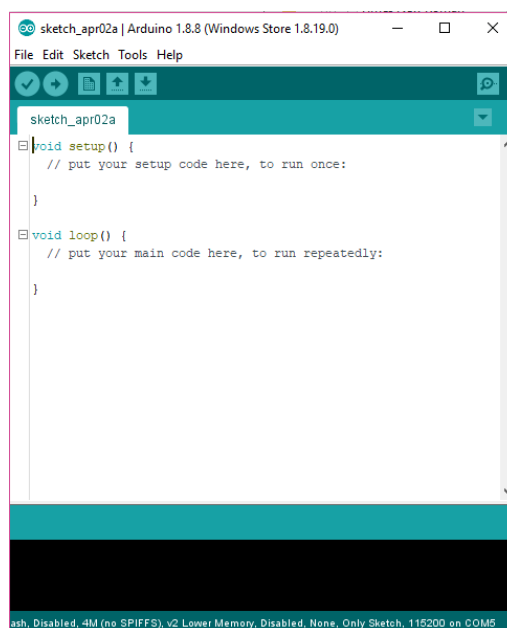 sketch_apr02a | Arduino 1.8.8 (Windows Store 1.8.19.0)
File Edit Sketch Tools Help
sketch_apr02a
void setup() {
// put your setup code here, to run once:
}
void loop() {
// put your main code here, to run repeatedly:
}
ash, Disabled, 4M (no SPIFFS), v2 Lower Memory, Disabled, None, Only Sketch, 115200 on COM5